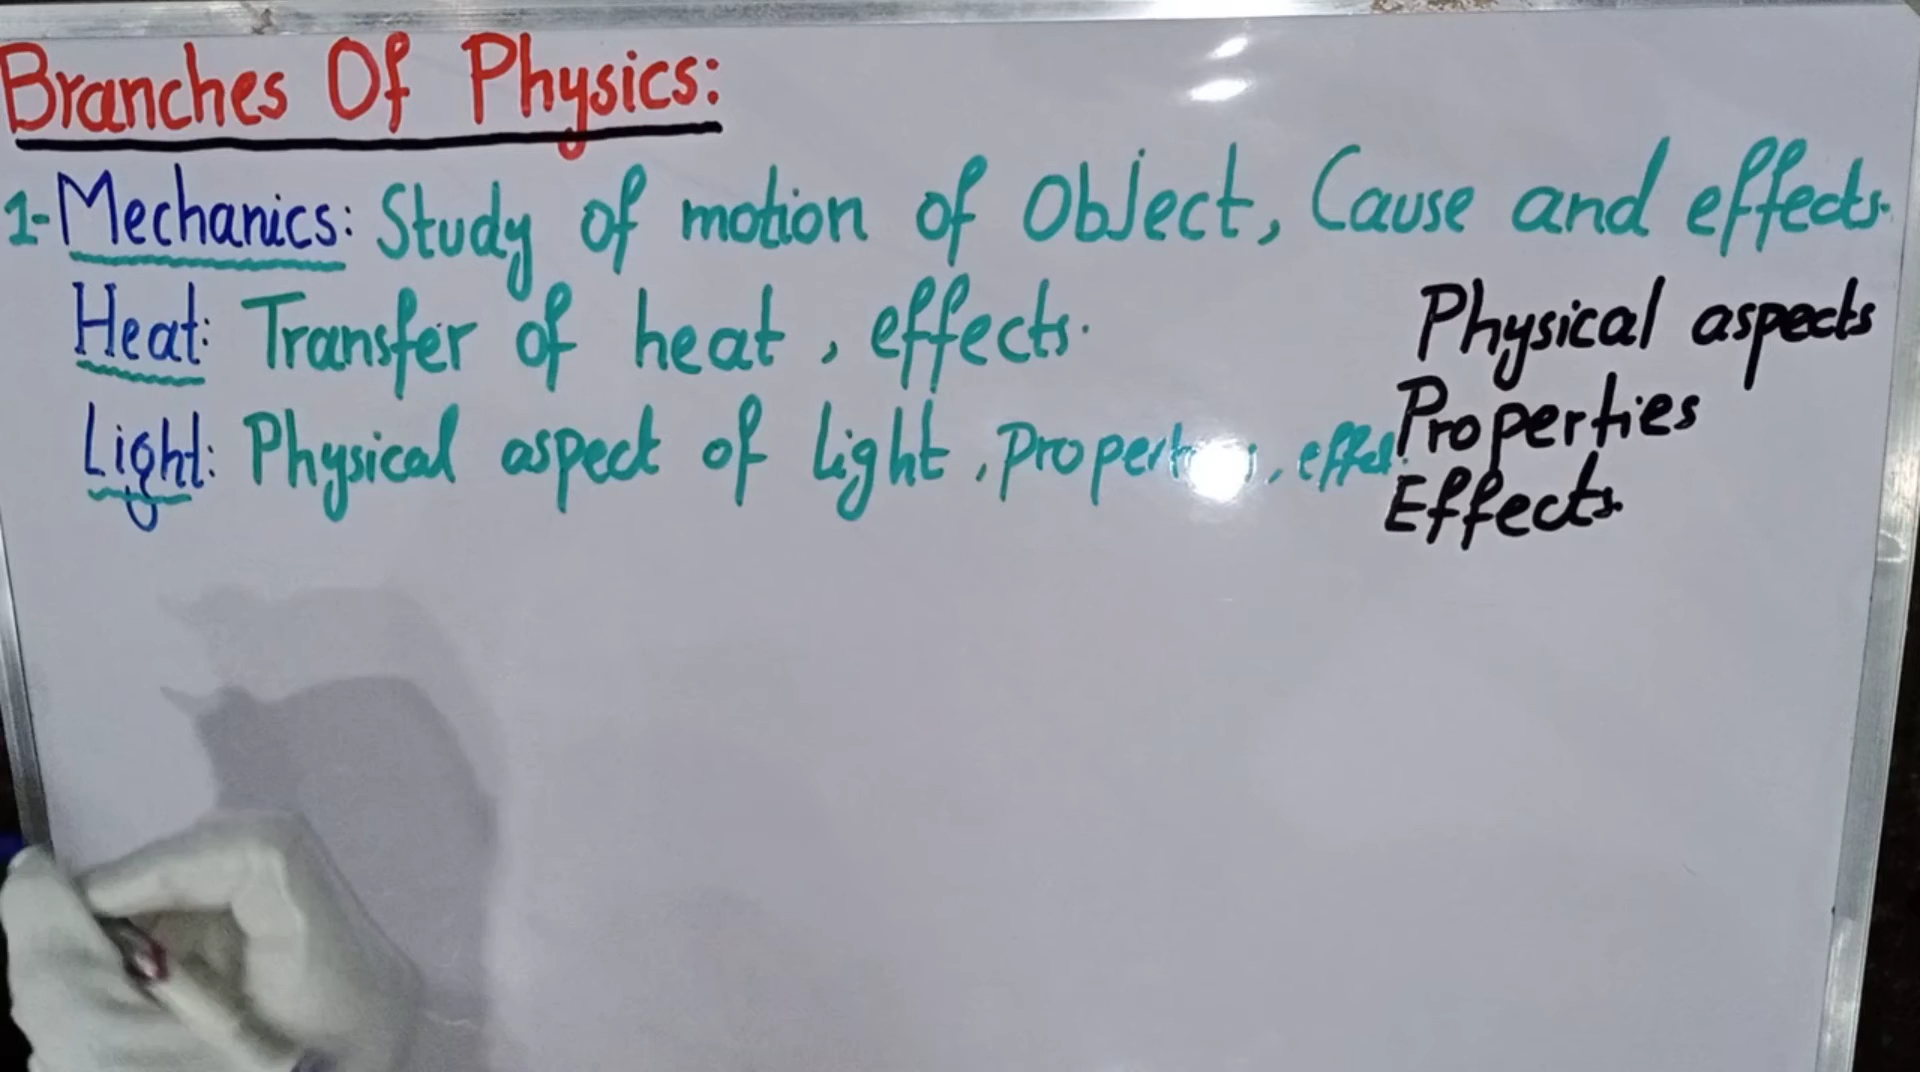 Branches Of Physics:
1- Mechanics: Study of motion of Object, Cause and effects.
Heat: Transfer of heat, effects.
Physical aspects
Light: Physical aspect of light,
Properties
Effects.